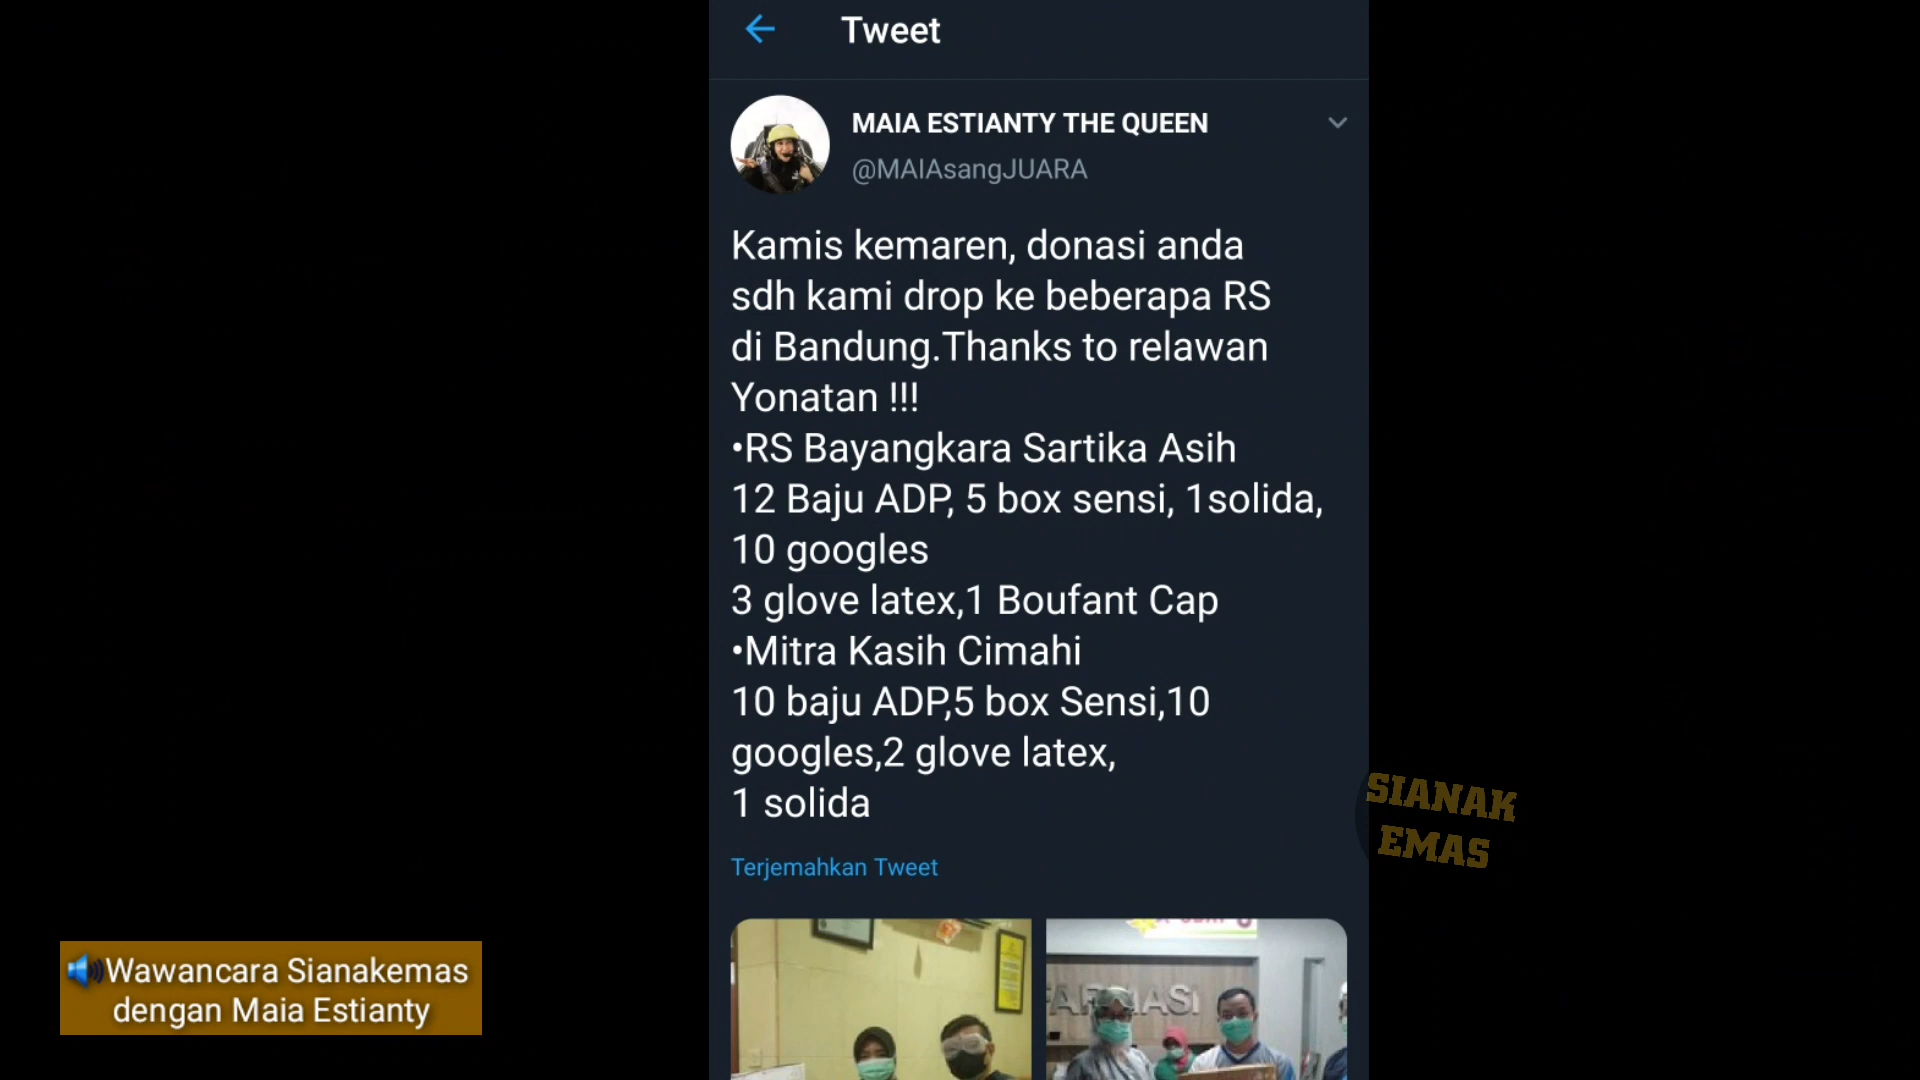 Tweet
MAIA ESTIANTY THE QUEEN
@MAIAsangJUARA
Kamis kemaren, donasi anda
sdh kami drop ke beberapa RS
di Bandung.Thanks to relawan
Yonatan !!!
•RS Bayangkara Sartika Asih
12 Baju ADP, 5 box sensi, 1solida,
10 googles
3 glove latex,1 Boufant Cap
•Mitra Kasih Cimahi
10 baju ADP,5 box Sensi,10
googles,2 glove latex,
1 solida
Terjemahkan Tweet
FARMASI
SIANAK
EMAS
Wawancara Sianakemas
dengan Maia Estianty